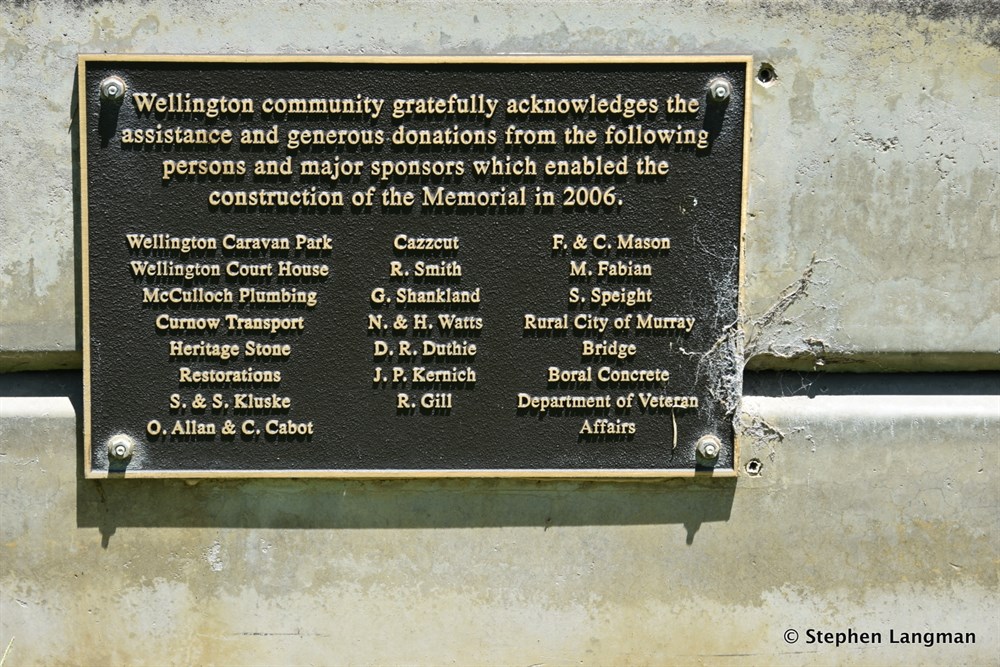 Wellington community gratefully acknowledges the
assistance and generous donations from the following
persons and major sponsors which enabled the
construction of the Memorial in 2006.
Wellington Caravan Park
Wellington Court House
McCulloch Plumbing
Curnow Transport
Heritage Stone
Restorations
S. & S. Kluske
O. Allan & C. Cabot
Cazzcut
R. Smith
G. Shankland
N. & H. Watts
D. R. Duthie
J. P. Kernich
R. Gill
F. & C. Mason
M. Fabian
S. Speight
Rural City of Murray
Bridge
Boral Concrete
Department of Veteran
Affairs
© Stephen Langman